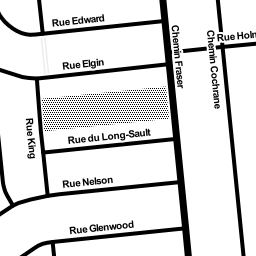 Rue Edward
Rue Elgin
Chemin Fraser
Chemin Cochrane
Rue Holm
Rue King
Rue du Long-Sault
Rue Nelson
Rue Glenwood